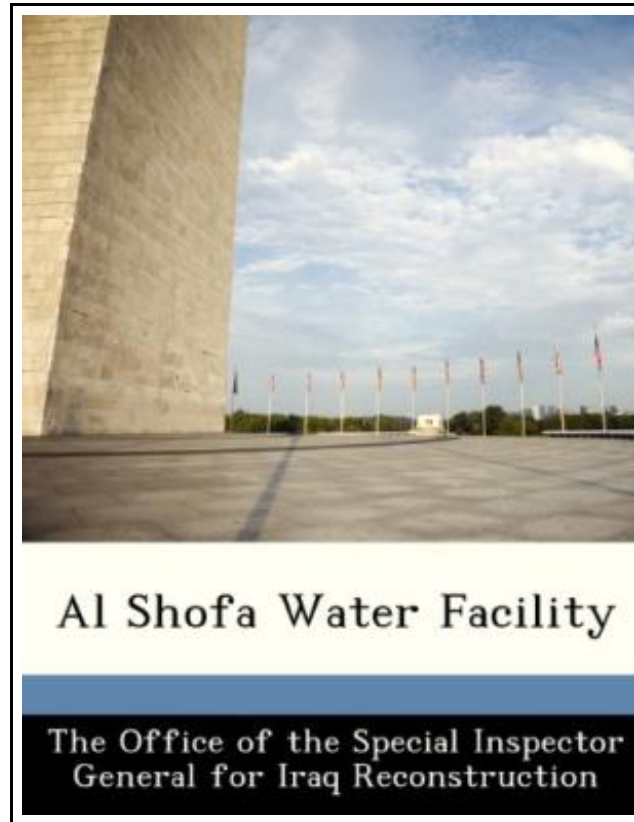 Al Shofa Water Facility
The Office of the Special Inspector
General for Iraq Reconstruction